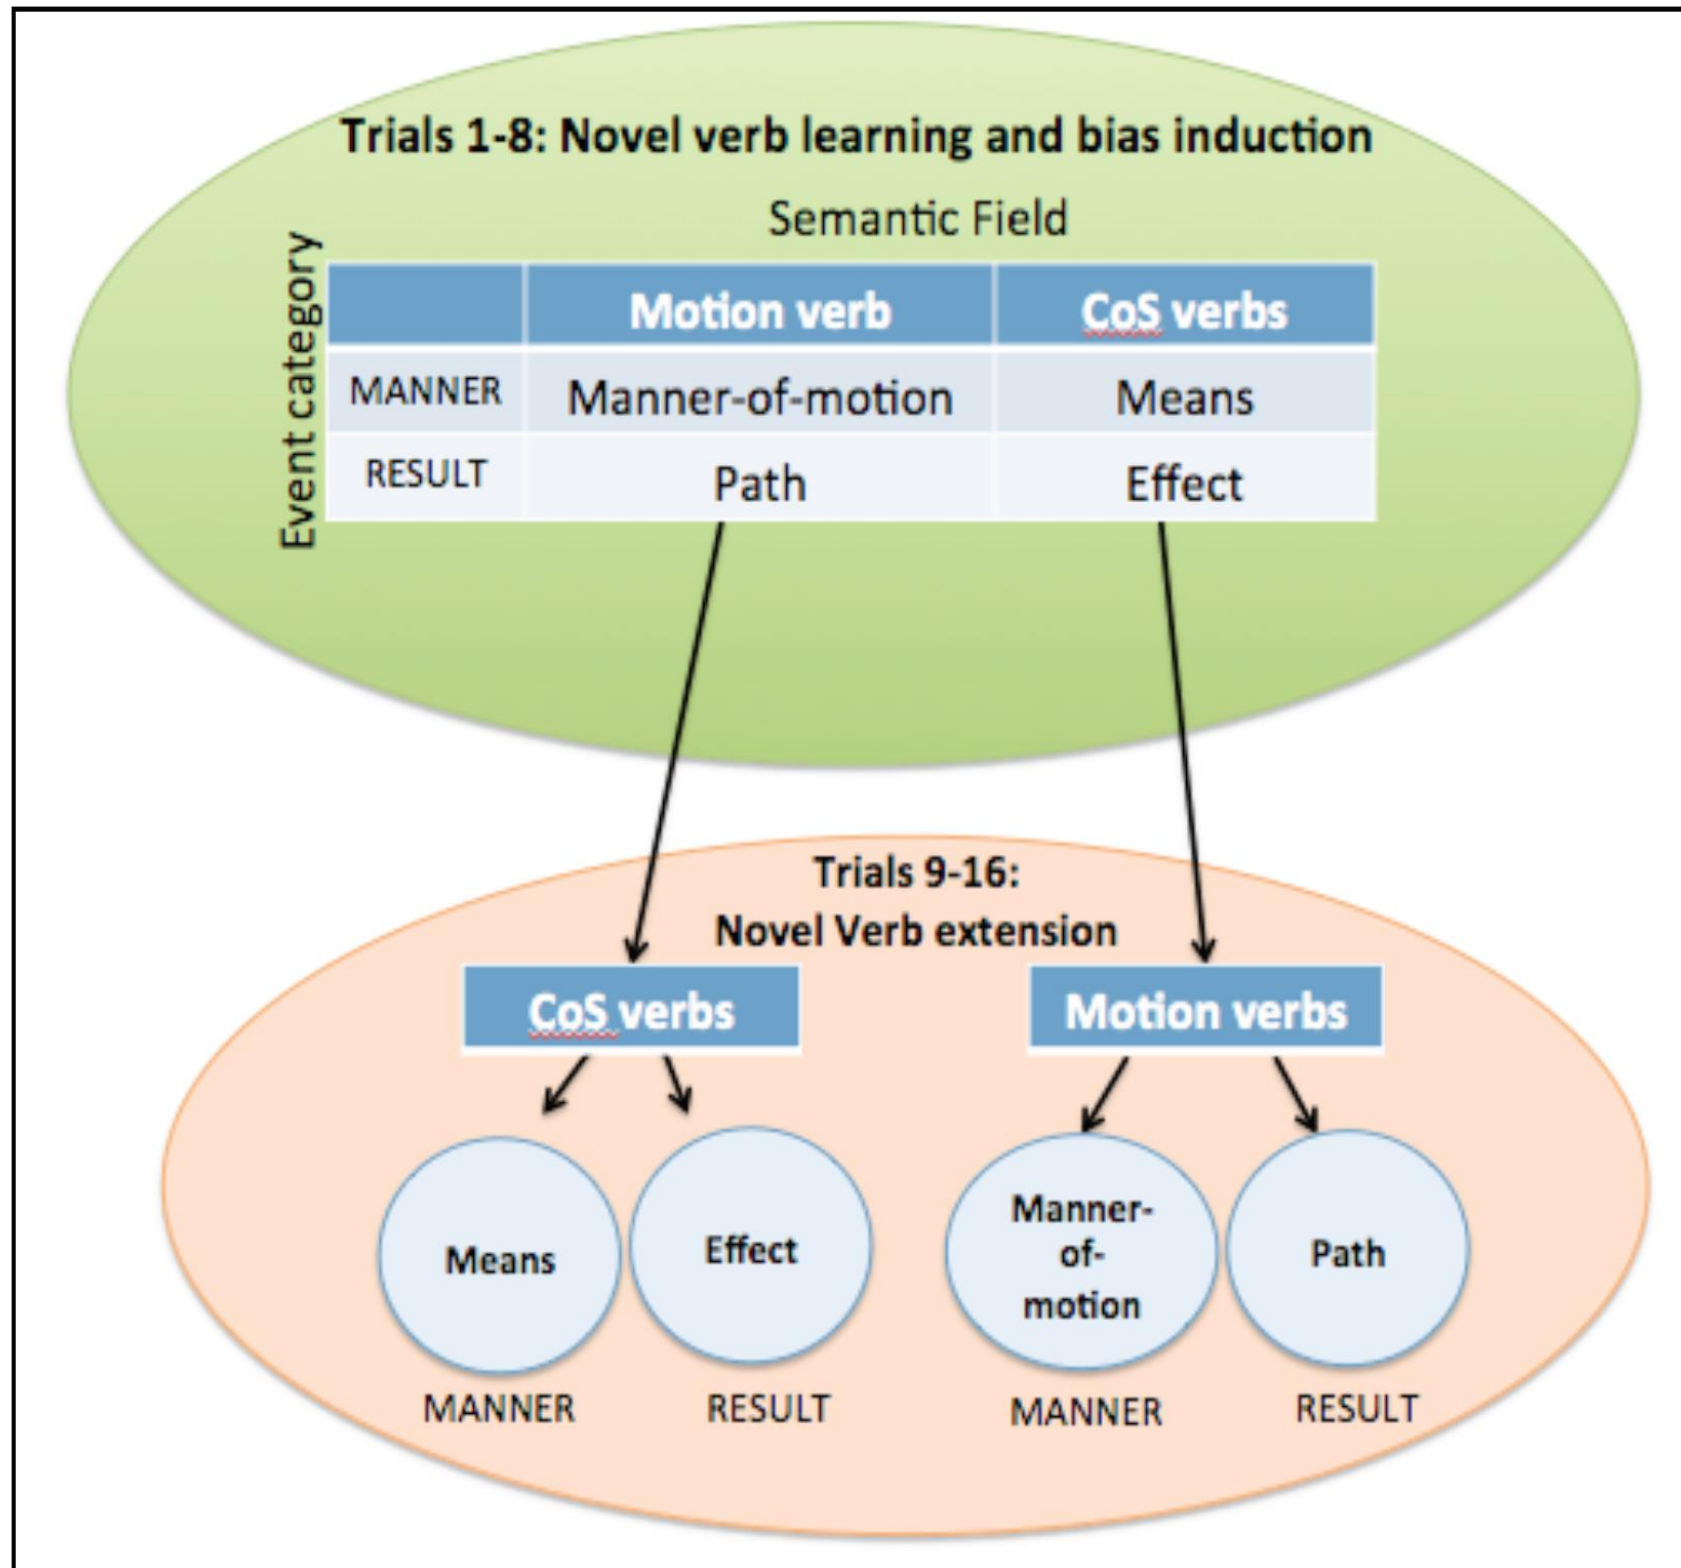 Trials 1-8: Novel verb learning and bias induction
Semantic Field
Event category
Motion verb CoS verbs
MANNER Manner-of-motion Means
RESULT Path Effect
Trials 9-16:
Novel Verb extension
CoS verbs Motion verbs
Means Effect Manner-
of-
motion Path
MANNER RESULT MANNER RESULT